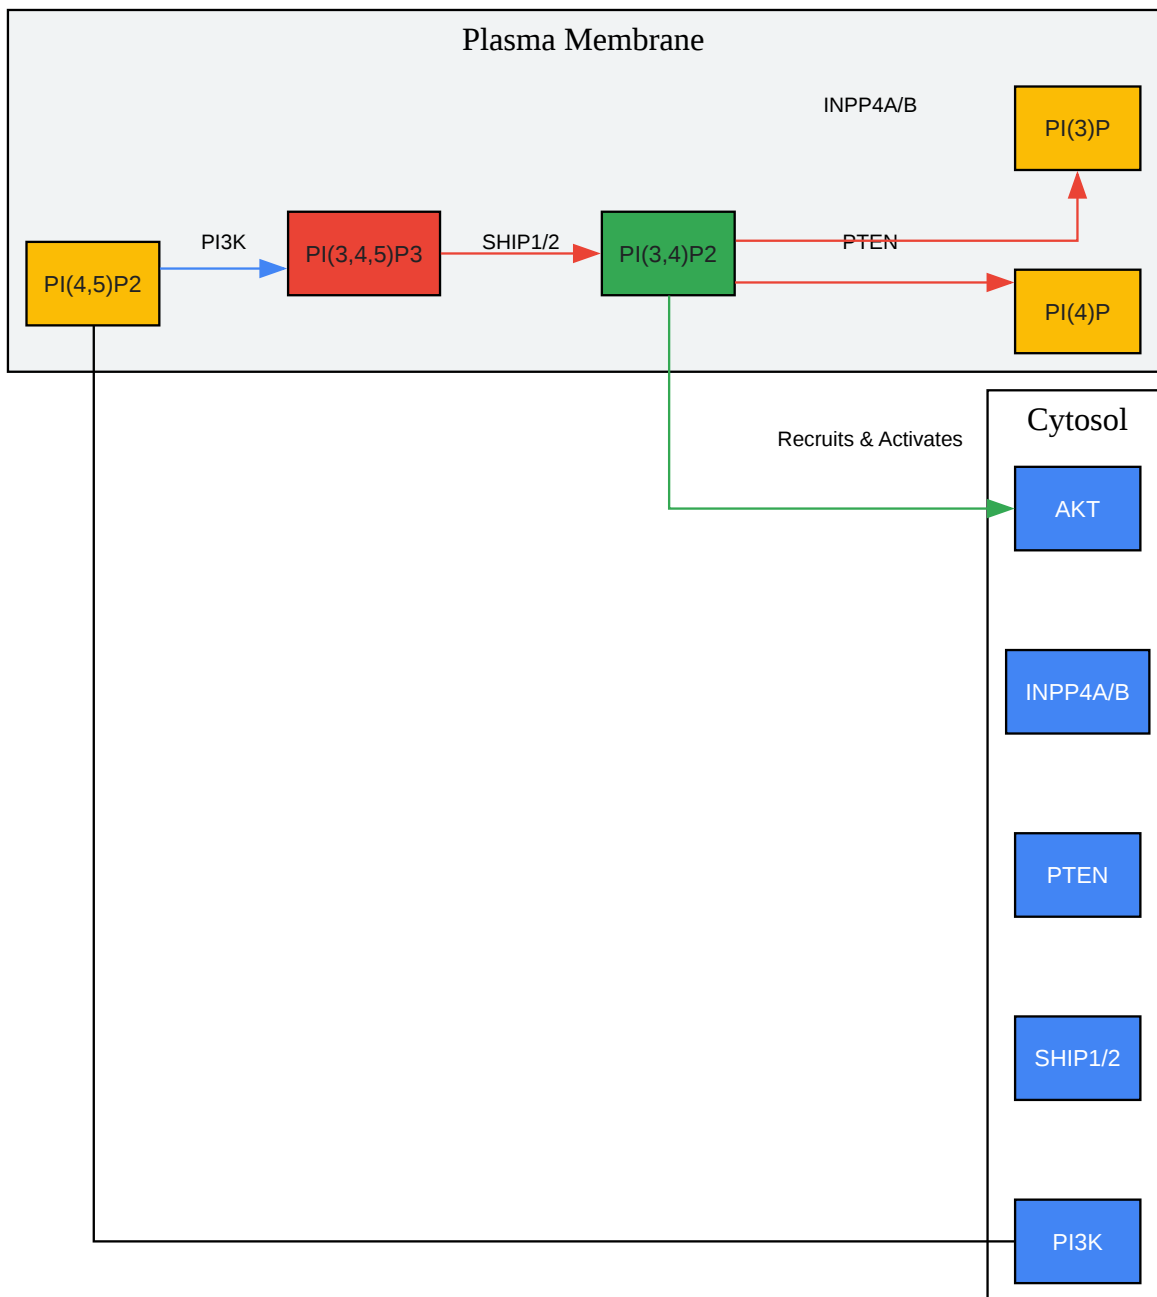 Plasma Membrane
INPP4A/B
PI(3)P
PI3K
PI(3,4,5)P3
SHIP1/2
PI(3,4)P2
PTEN
PI(4,5)P2
PI(4)P
Cytosol
Recruits & Activates
AKT
INPP4A/B
PTEN
SHIP1/2
PI3K